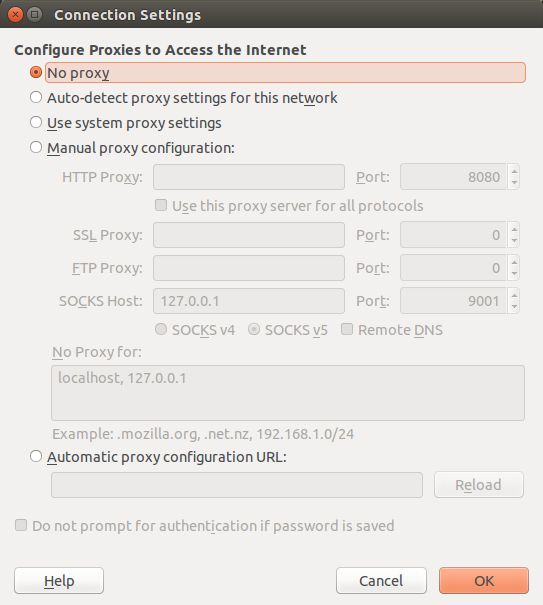 Connection Settings
Configure Proxies to Access the Internet
No proxy
Auto-detect proxy settings for this network
Use system proxy settings
Manual proxy configuration:
HTTP Proxy: Port: 8080
Use this proxy server for all protocols
SSL Proxy: Port: 0
FTP Proxy: Port: 0
SOCKS Host: 127.0.0.1 Port: 9001
SOCKS v4 SOCKS v5 Remote DNS
No Proxy for:
localhost, 127.0.0.1
Example: .mozilla.org, .net.nz, 192.168.1.0/24
Automatic proxy configuration URL:
Reload
Do not prompt for authentication if password is saved
Help Cancel OK